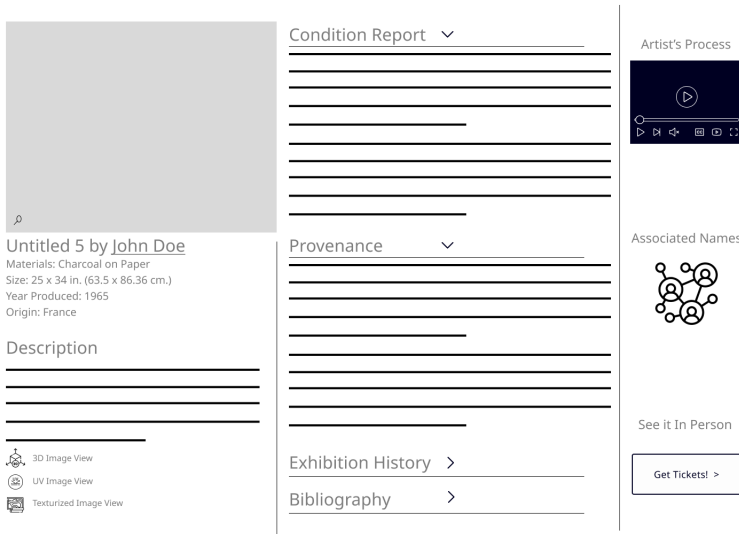 Untitled 5 by John Doe
Materials: Charcoal on Paper
Size: 25 x 34 in. (63.5 x 86.36 cm.)
Year Produced: 1965
Origin: France
Description
3D Image View
UV Image View
Texturized Image View
Condition Report
Provenance
Exhibition History >
Bibliography >
Artist's Process
CC
Associated Names
See it In Person
Get Tickets! >